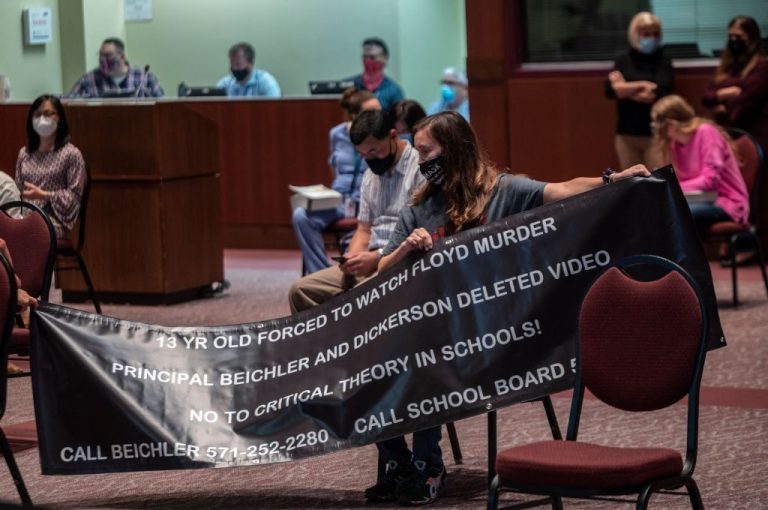 13 YR OLD FORCED TO WATCH FLOYD MURDER
PRINCIPAL BEICHLER AND DICKERSON DELETED VIDEO
NO TO CRITICAL THEORY IN SCHOOLS!
CALL BEICHLER 571-252-2280 CALL SCHOOL BOARD 5